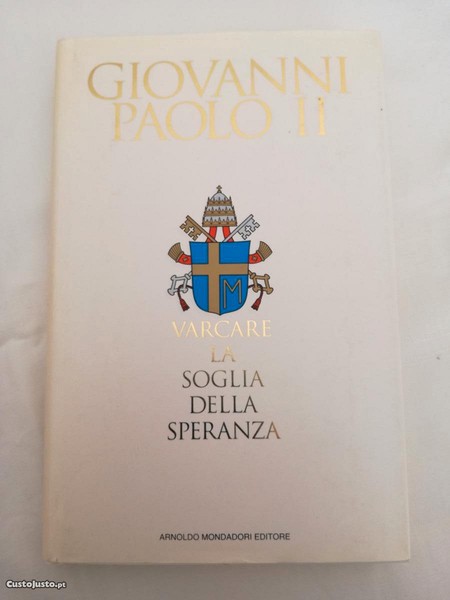 GIOVANNI
PAOLO II
M
VARCARE
LA
SOGLIA
DELLA
SPERANZA
ARNOLDO MONDADORI EDITORE
CustoJusto.pt